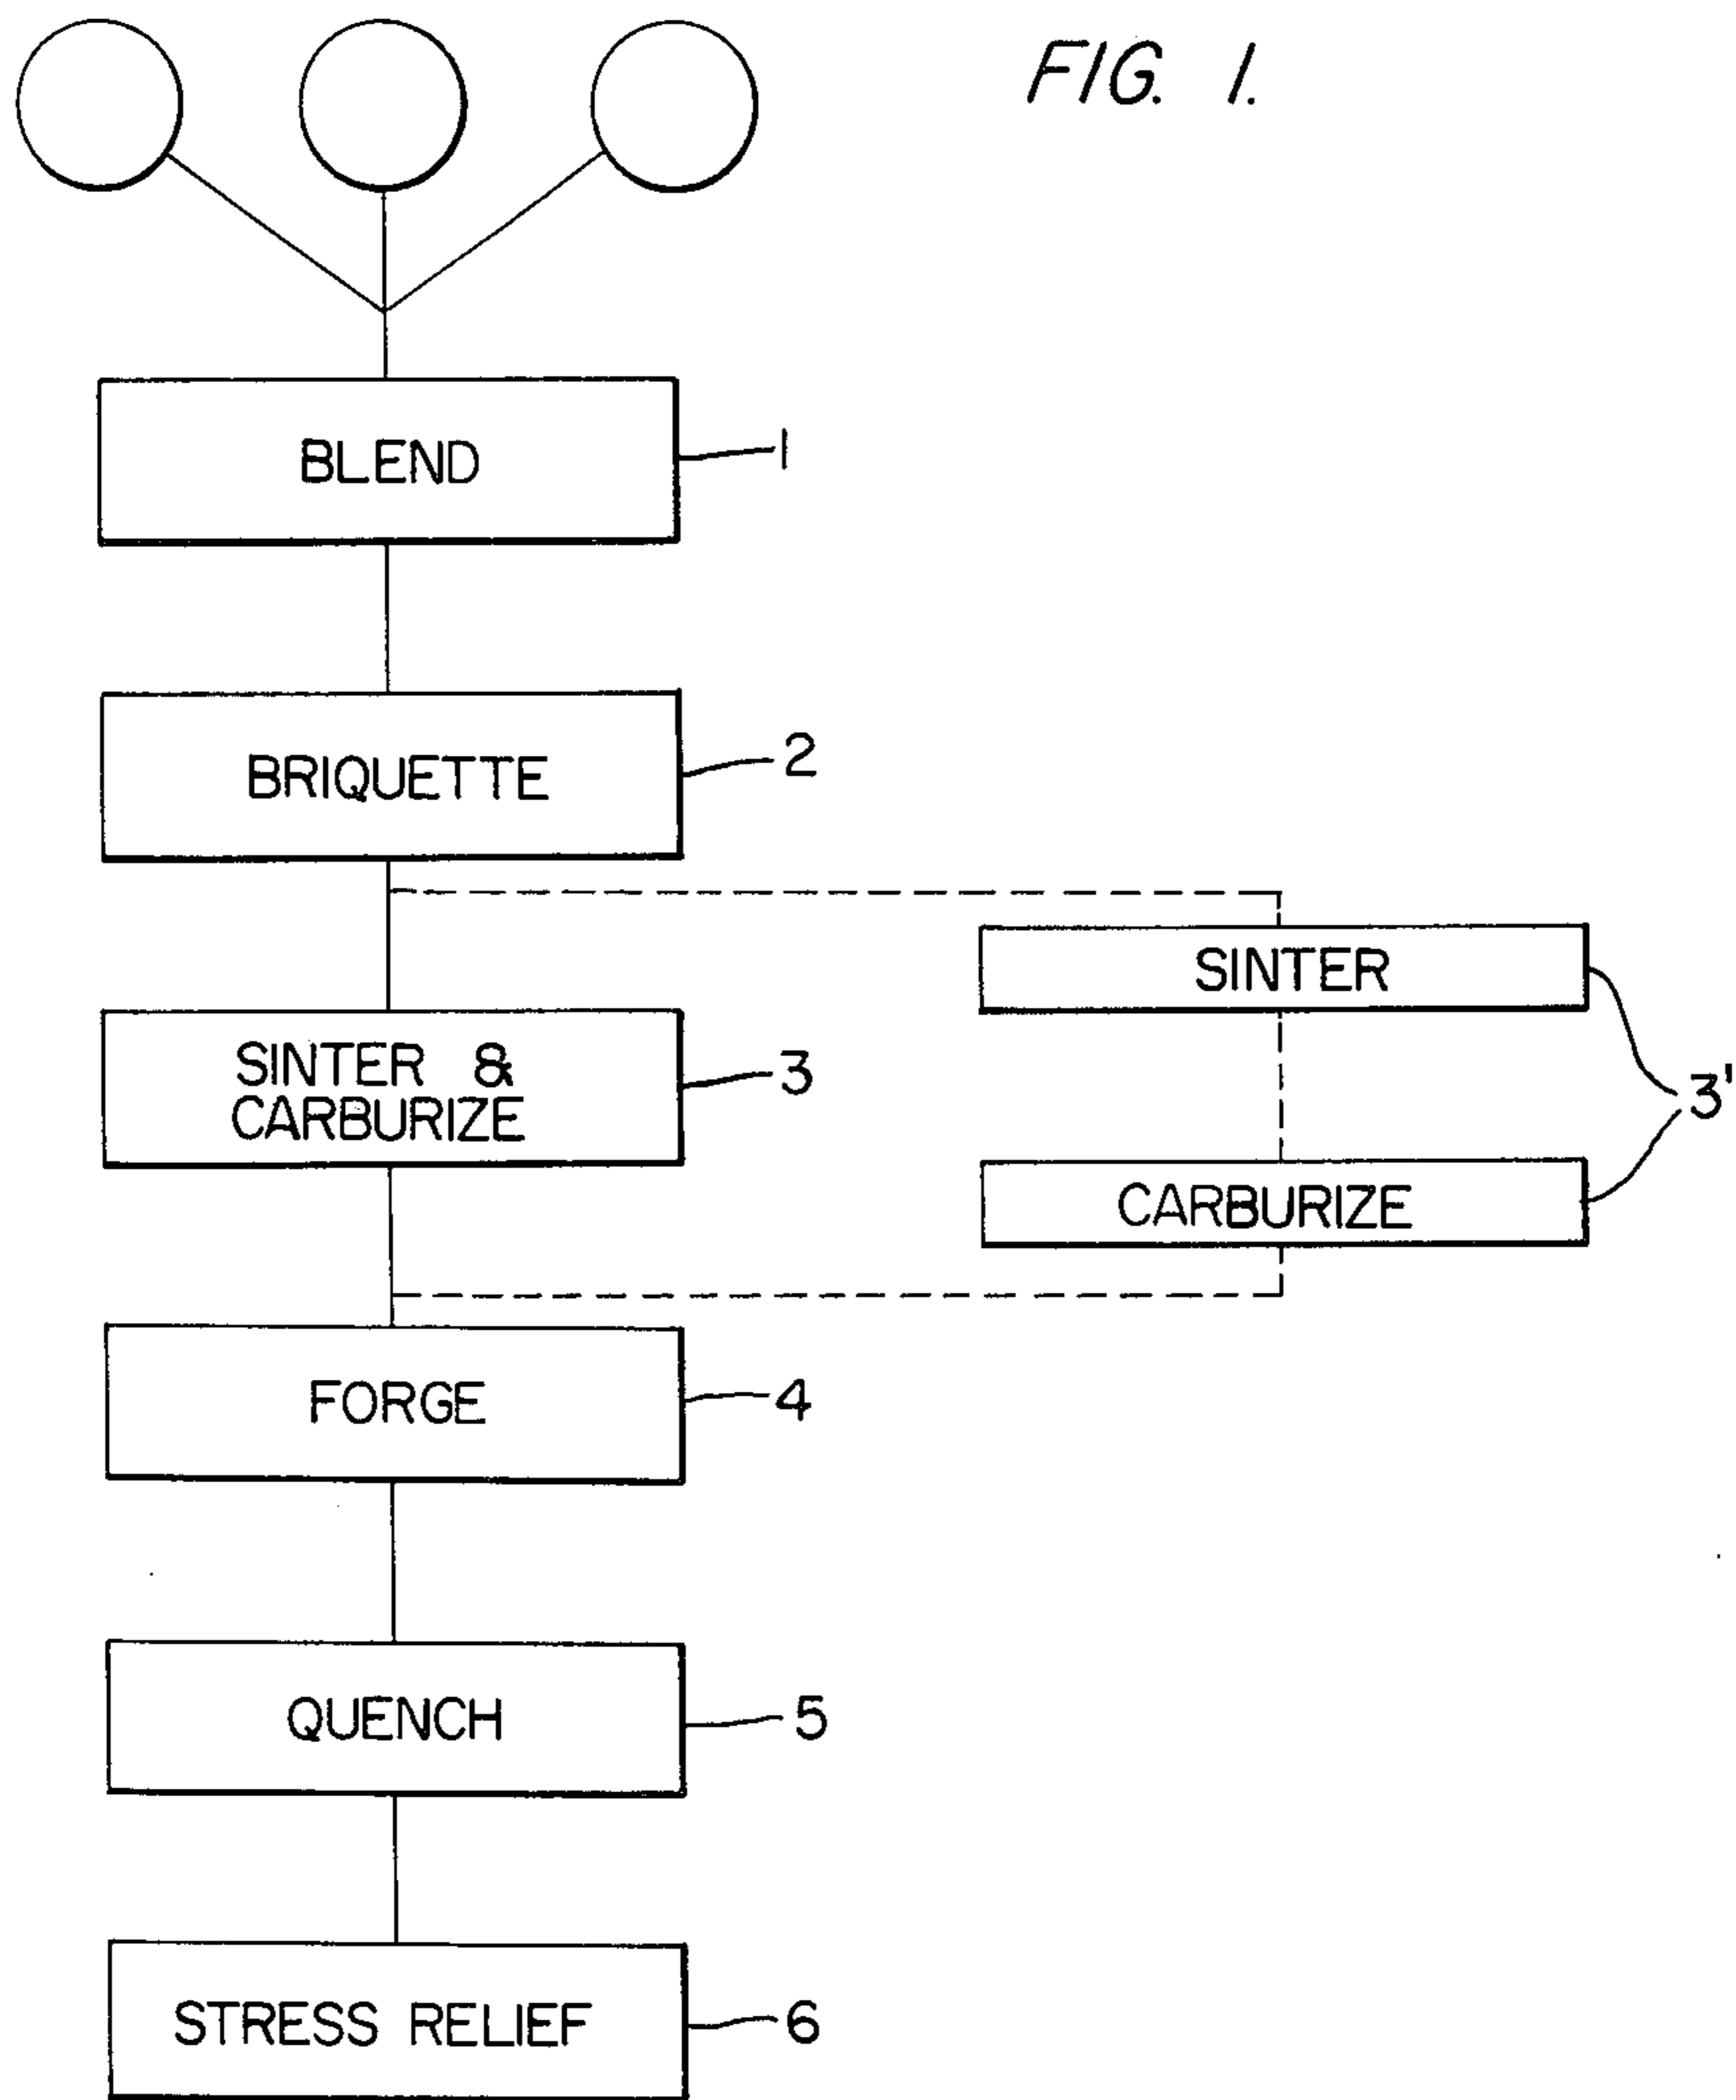 FIG. 1.
BLEND
1
BRIQUETTE
2
SINTER
SINTER &
CARBURIZE
3
3'
CARBURIZE
FORGE
4
QUENCH
5
STRESS RELIEF
6